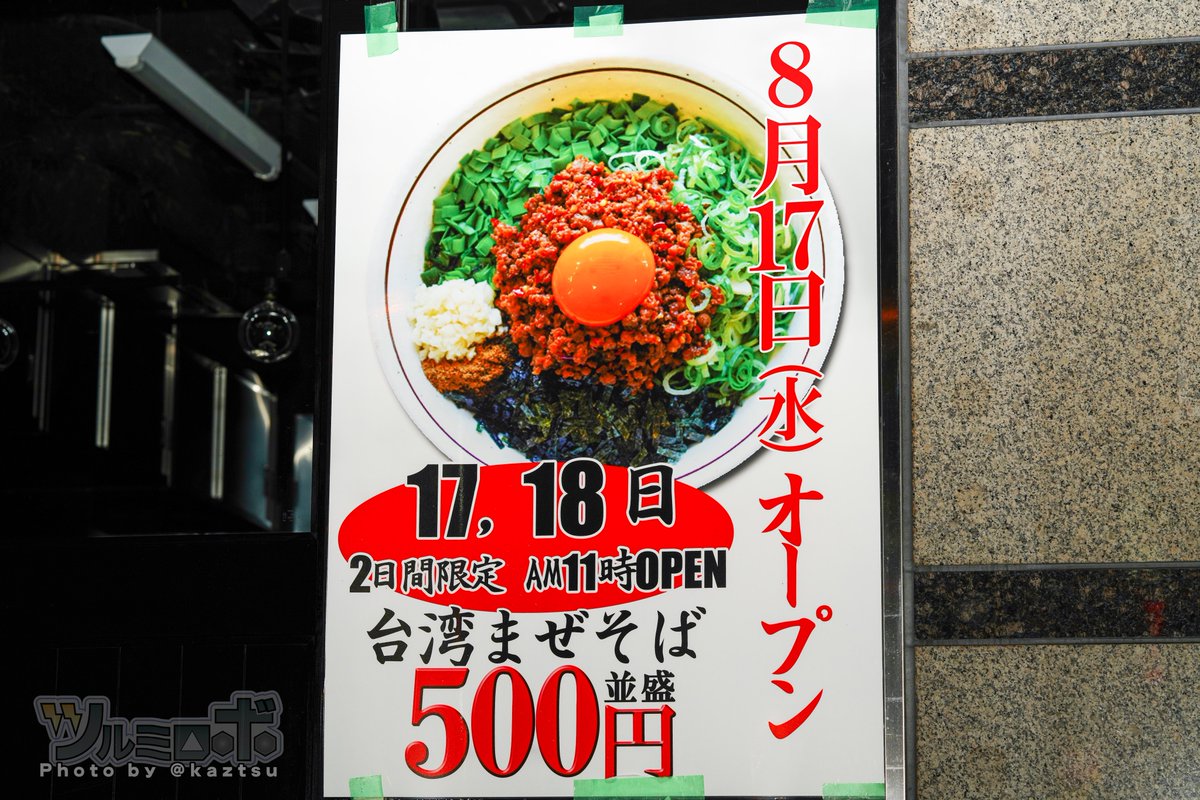 8月17日(水)オープン
17, 18日
2日間限定 AM11時OPEN
台湾まぜそば
並盛
500円
ツルミロボ
Photo by @kaztsu